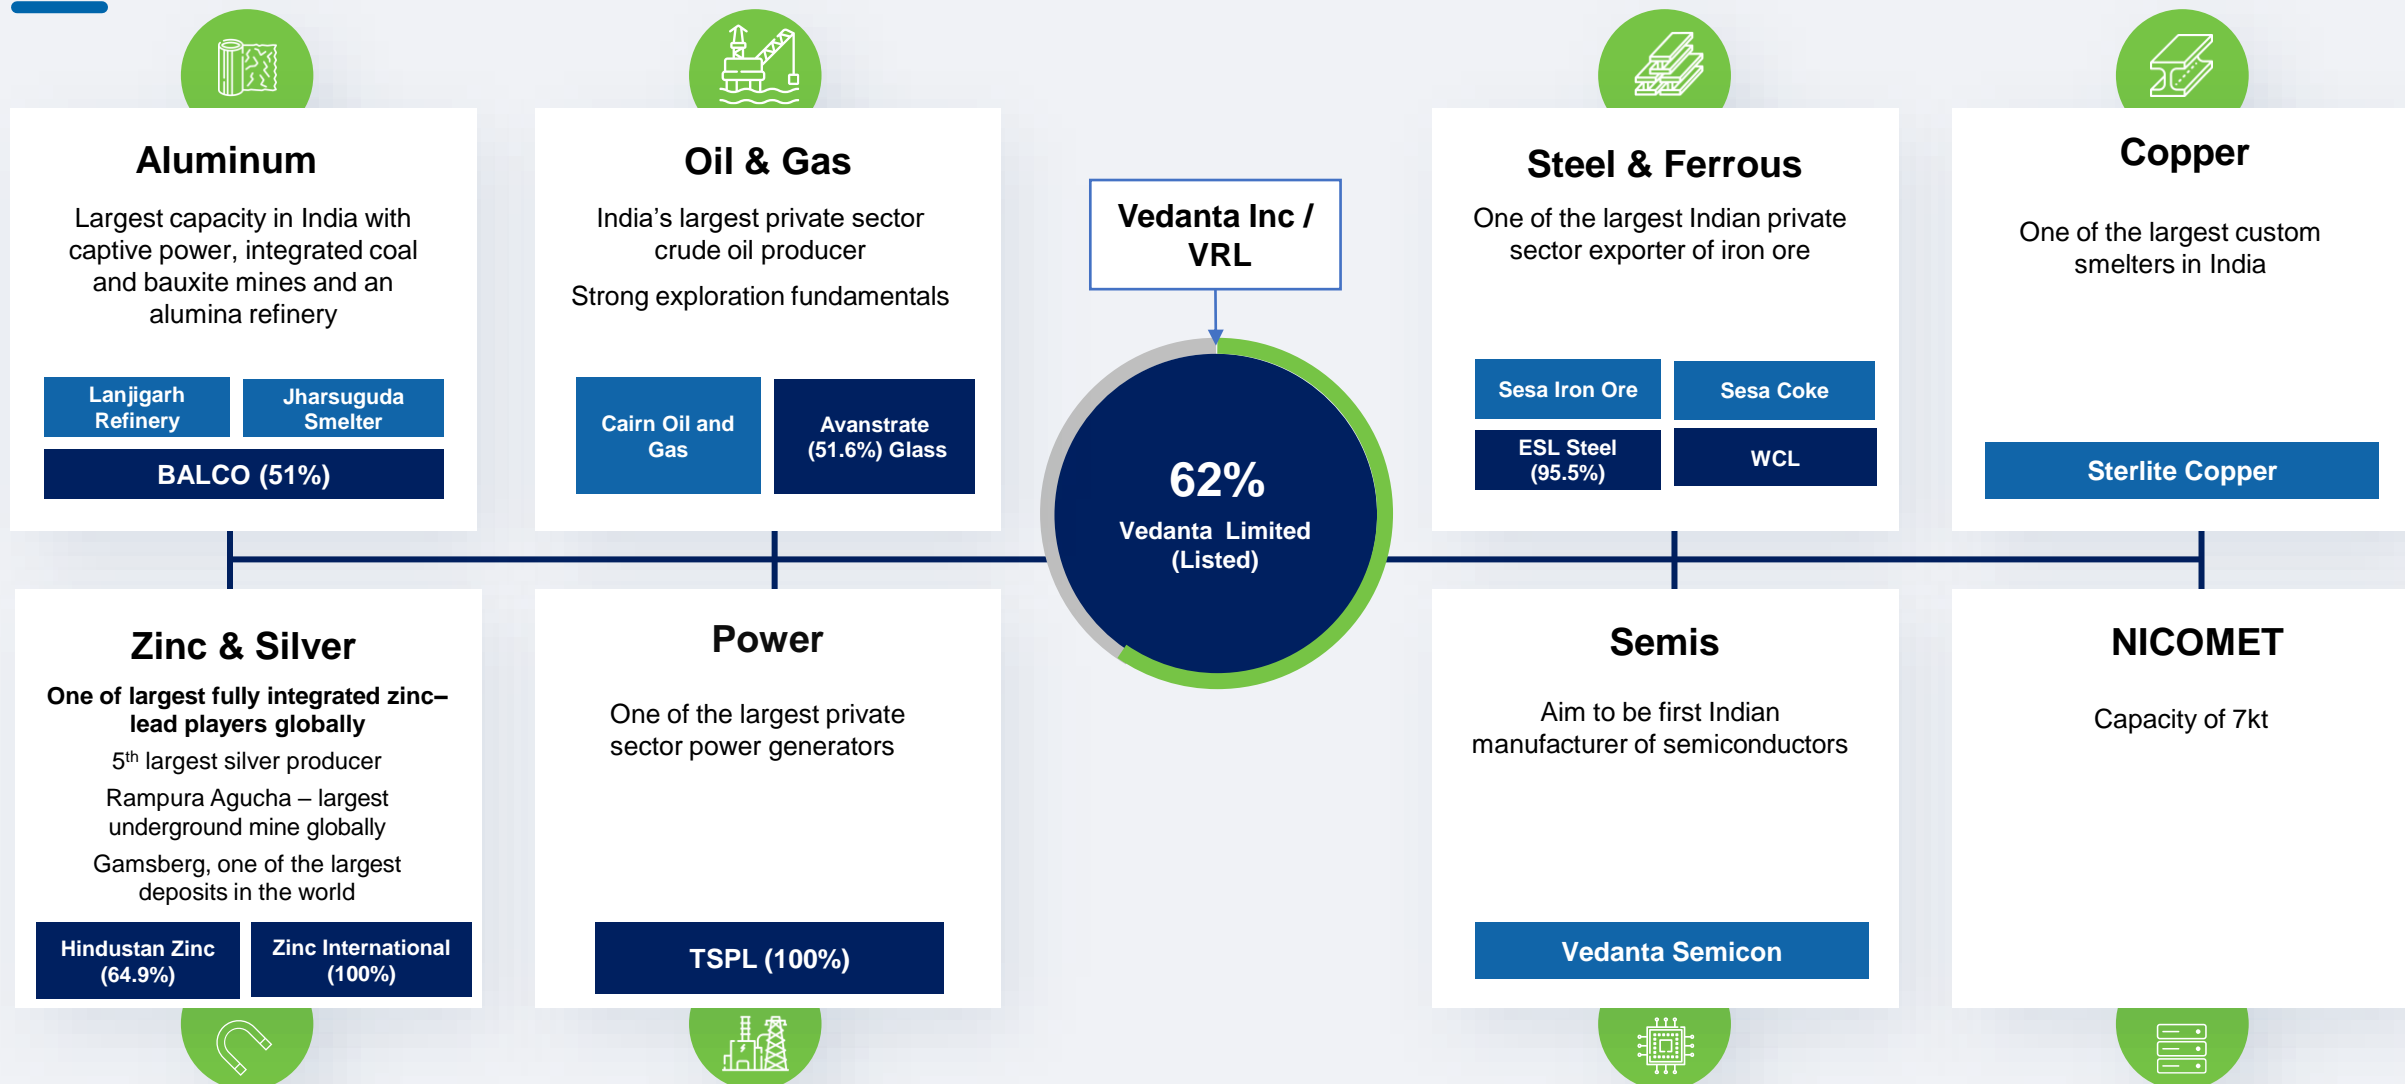 Aluminum
Largest capacity in India with
captive power, integrated coal
and bauxite mines and an
alumina refinery
Lanjigarh
Refinery
Jharsuguda
Smelter
BALCO (51%)
Oil & Gas
India’s largest private sector
crude oil producer
Strong exploration fundamentals
Cairn Oil and
Gas
Avanstrate
(51.6%) Glass
Vedanta Inc /
VRL
62%
Vedanta Limited
(Listed)
Steel & Ferrous
One of the largest Indian private
sector exporter of iron ore
Sesa Iron Ore
Sesa Coke
ESL Steel
(95.5%)
WCL
Copper
One of the largest custom
smelters in India
Sterlite Copper
Zinc & Silver
One of largest fully integrated zinc–
lead players globally
5th largest silver producer
Rampura Agucha – largest
underground mine globally
Gamsberg, one of the largest
deposits in the world
Hindustan Zinc
(64.9%)
Zinc International
(100%)
Power
One of the largest private
sector power generators
TSPL (100%)
Semis
Aim to be first Indian
manufacturer of semiconductors
Vedanta Semicon
NICOMET
Capacity of 7kt